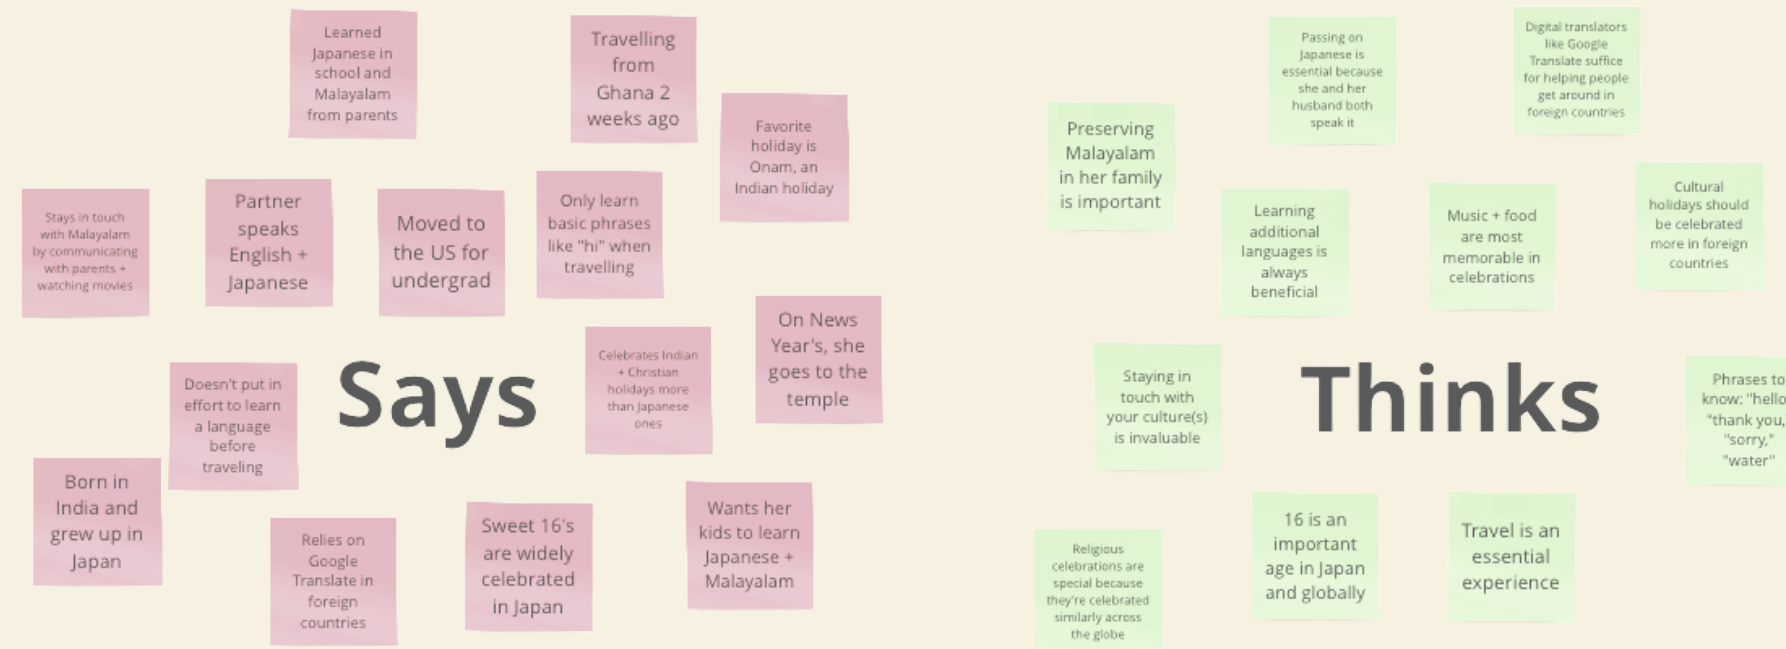 Learned
Japanese in
school and
Malayalam
from parents
Travelling
from
Ghana 2
weeks ago
Favorite
holiday is
Onam, an
Indian holiday
Stays in touch
with Malayalam
by communicating
with parents +
watching movies
Partner
speaks
English +
Japanese
Moved to
the US for
undergrad
Only learn
basic phrases
like "hi" when
travelling
On News
Year's, she
goes to the
temple
Celebrates Indian
+ Christian
holidays more
than Japanese
ones
Doesn't put in
effort to learn
a language
before
traveling
Says
Born in
India and
grew up in
Japan
Relies on
Google
Translate in
foreign
countries
Sweet 16's
are widely
celebrated
in Japan
Wants her
kids to learn
Japanese +
Malayalam
Passing on
Japanese is
essential because
she and her
husband both
speak it
Digital translators
like Google
Translate suffice
for helping people
get around in
foreign countries
Preserving
Malayalam
in her family
is important
Learning
additional
languages is
always
beneficial
Music + food
are most
memorable in
celebrations
Cultural
holidays should
be celebrated
more in foreign
countries
Staying in
touch with
your culture(s)
is invaluable
Thinks
Phrases to
know: "hello
"thank you,
"sorry,"
"water"
Religious
celebrations are
special because
they're celebrated
similarly across
the globe
16 is an
important
age in Japan
and globally
Travel is an
essential
experience